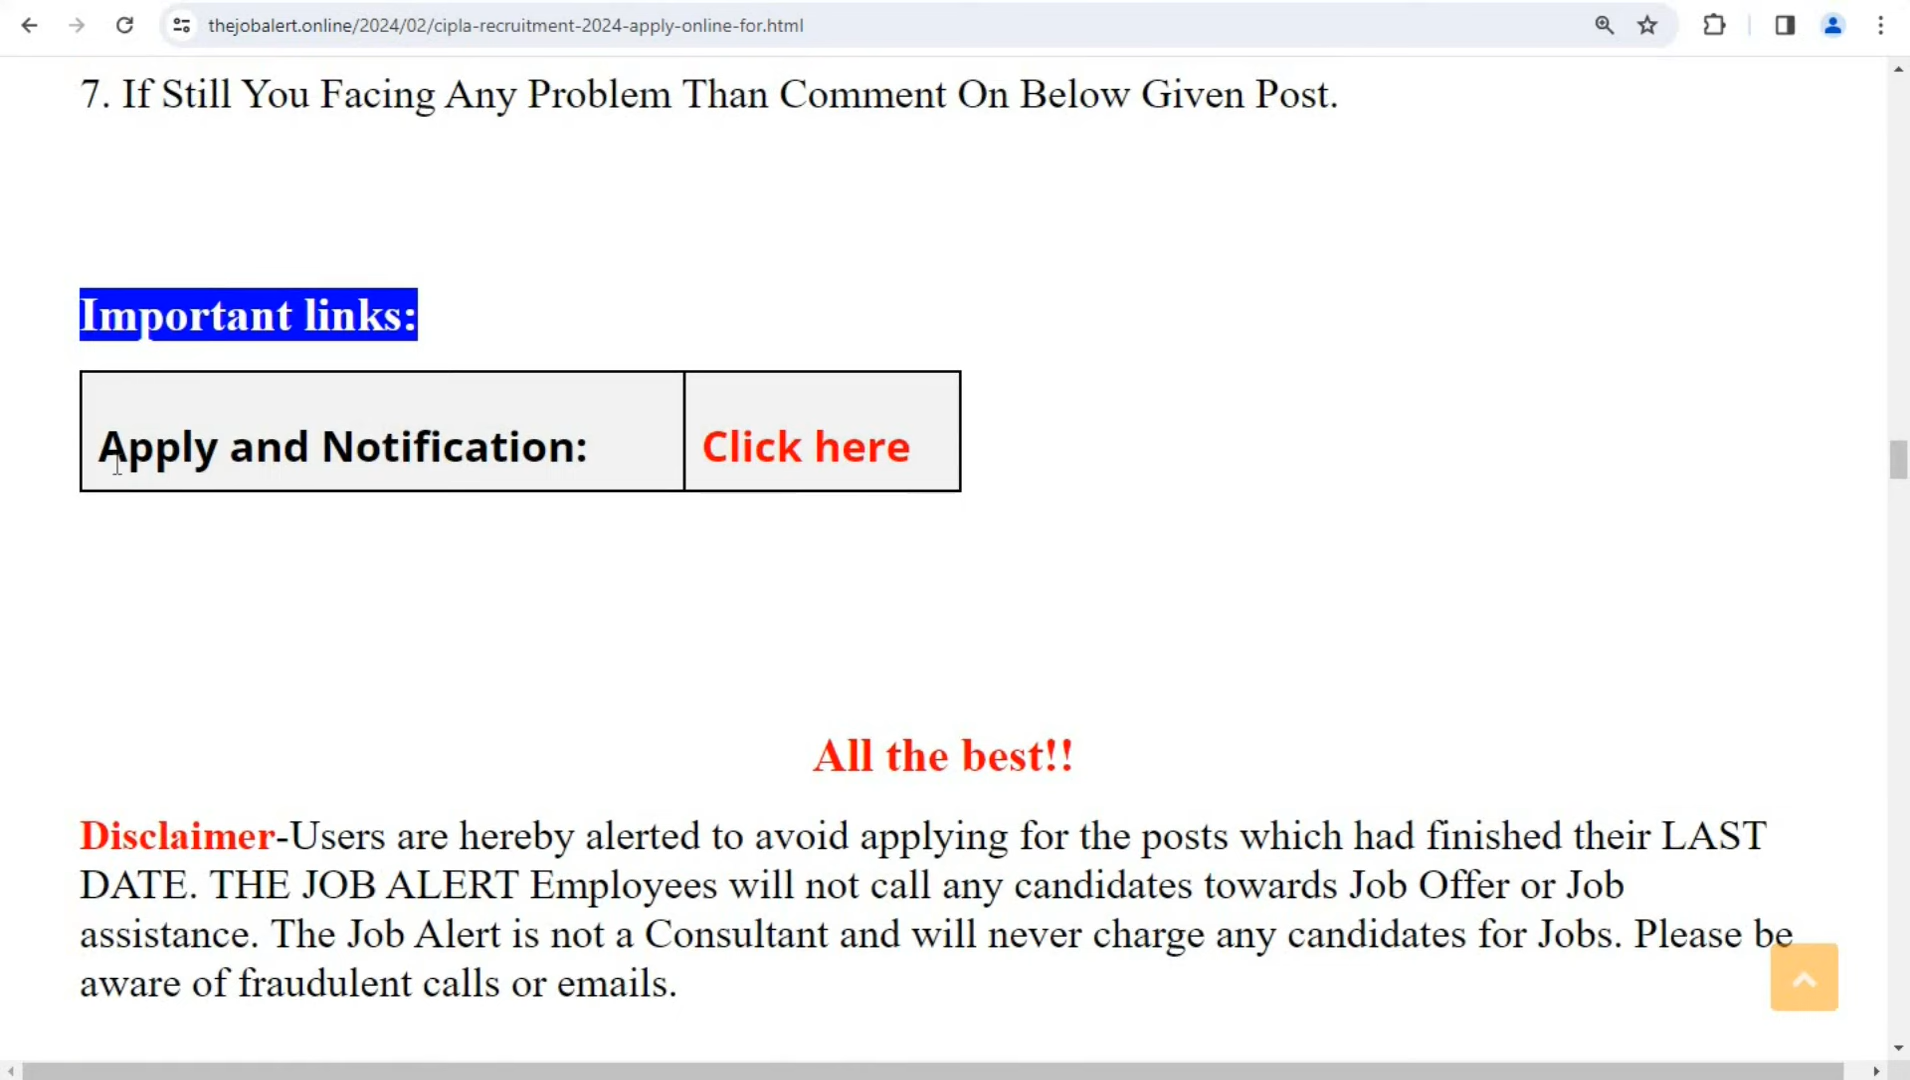 thejobalert.online/2024/02/cipla-recruitment-2024-apply-online-for.html
7. If Still You Facing Any Problem Than Comment On Below Given Post.
Important links:
Apply and Notification: Click here
All the best!!
Disclaimer-Users are hereby alerted to avoid applying for the posts which had finished their LAST
DATE. THE JOB ALERT Employees will not call any candidates towards Job Offer or Job
assistance. The Job Alert is not a Consultant and will never charge any candidates for Jobs. Please be
aware of fraudulent calls or emails.